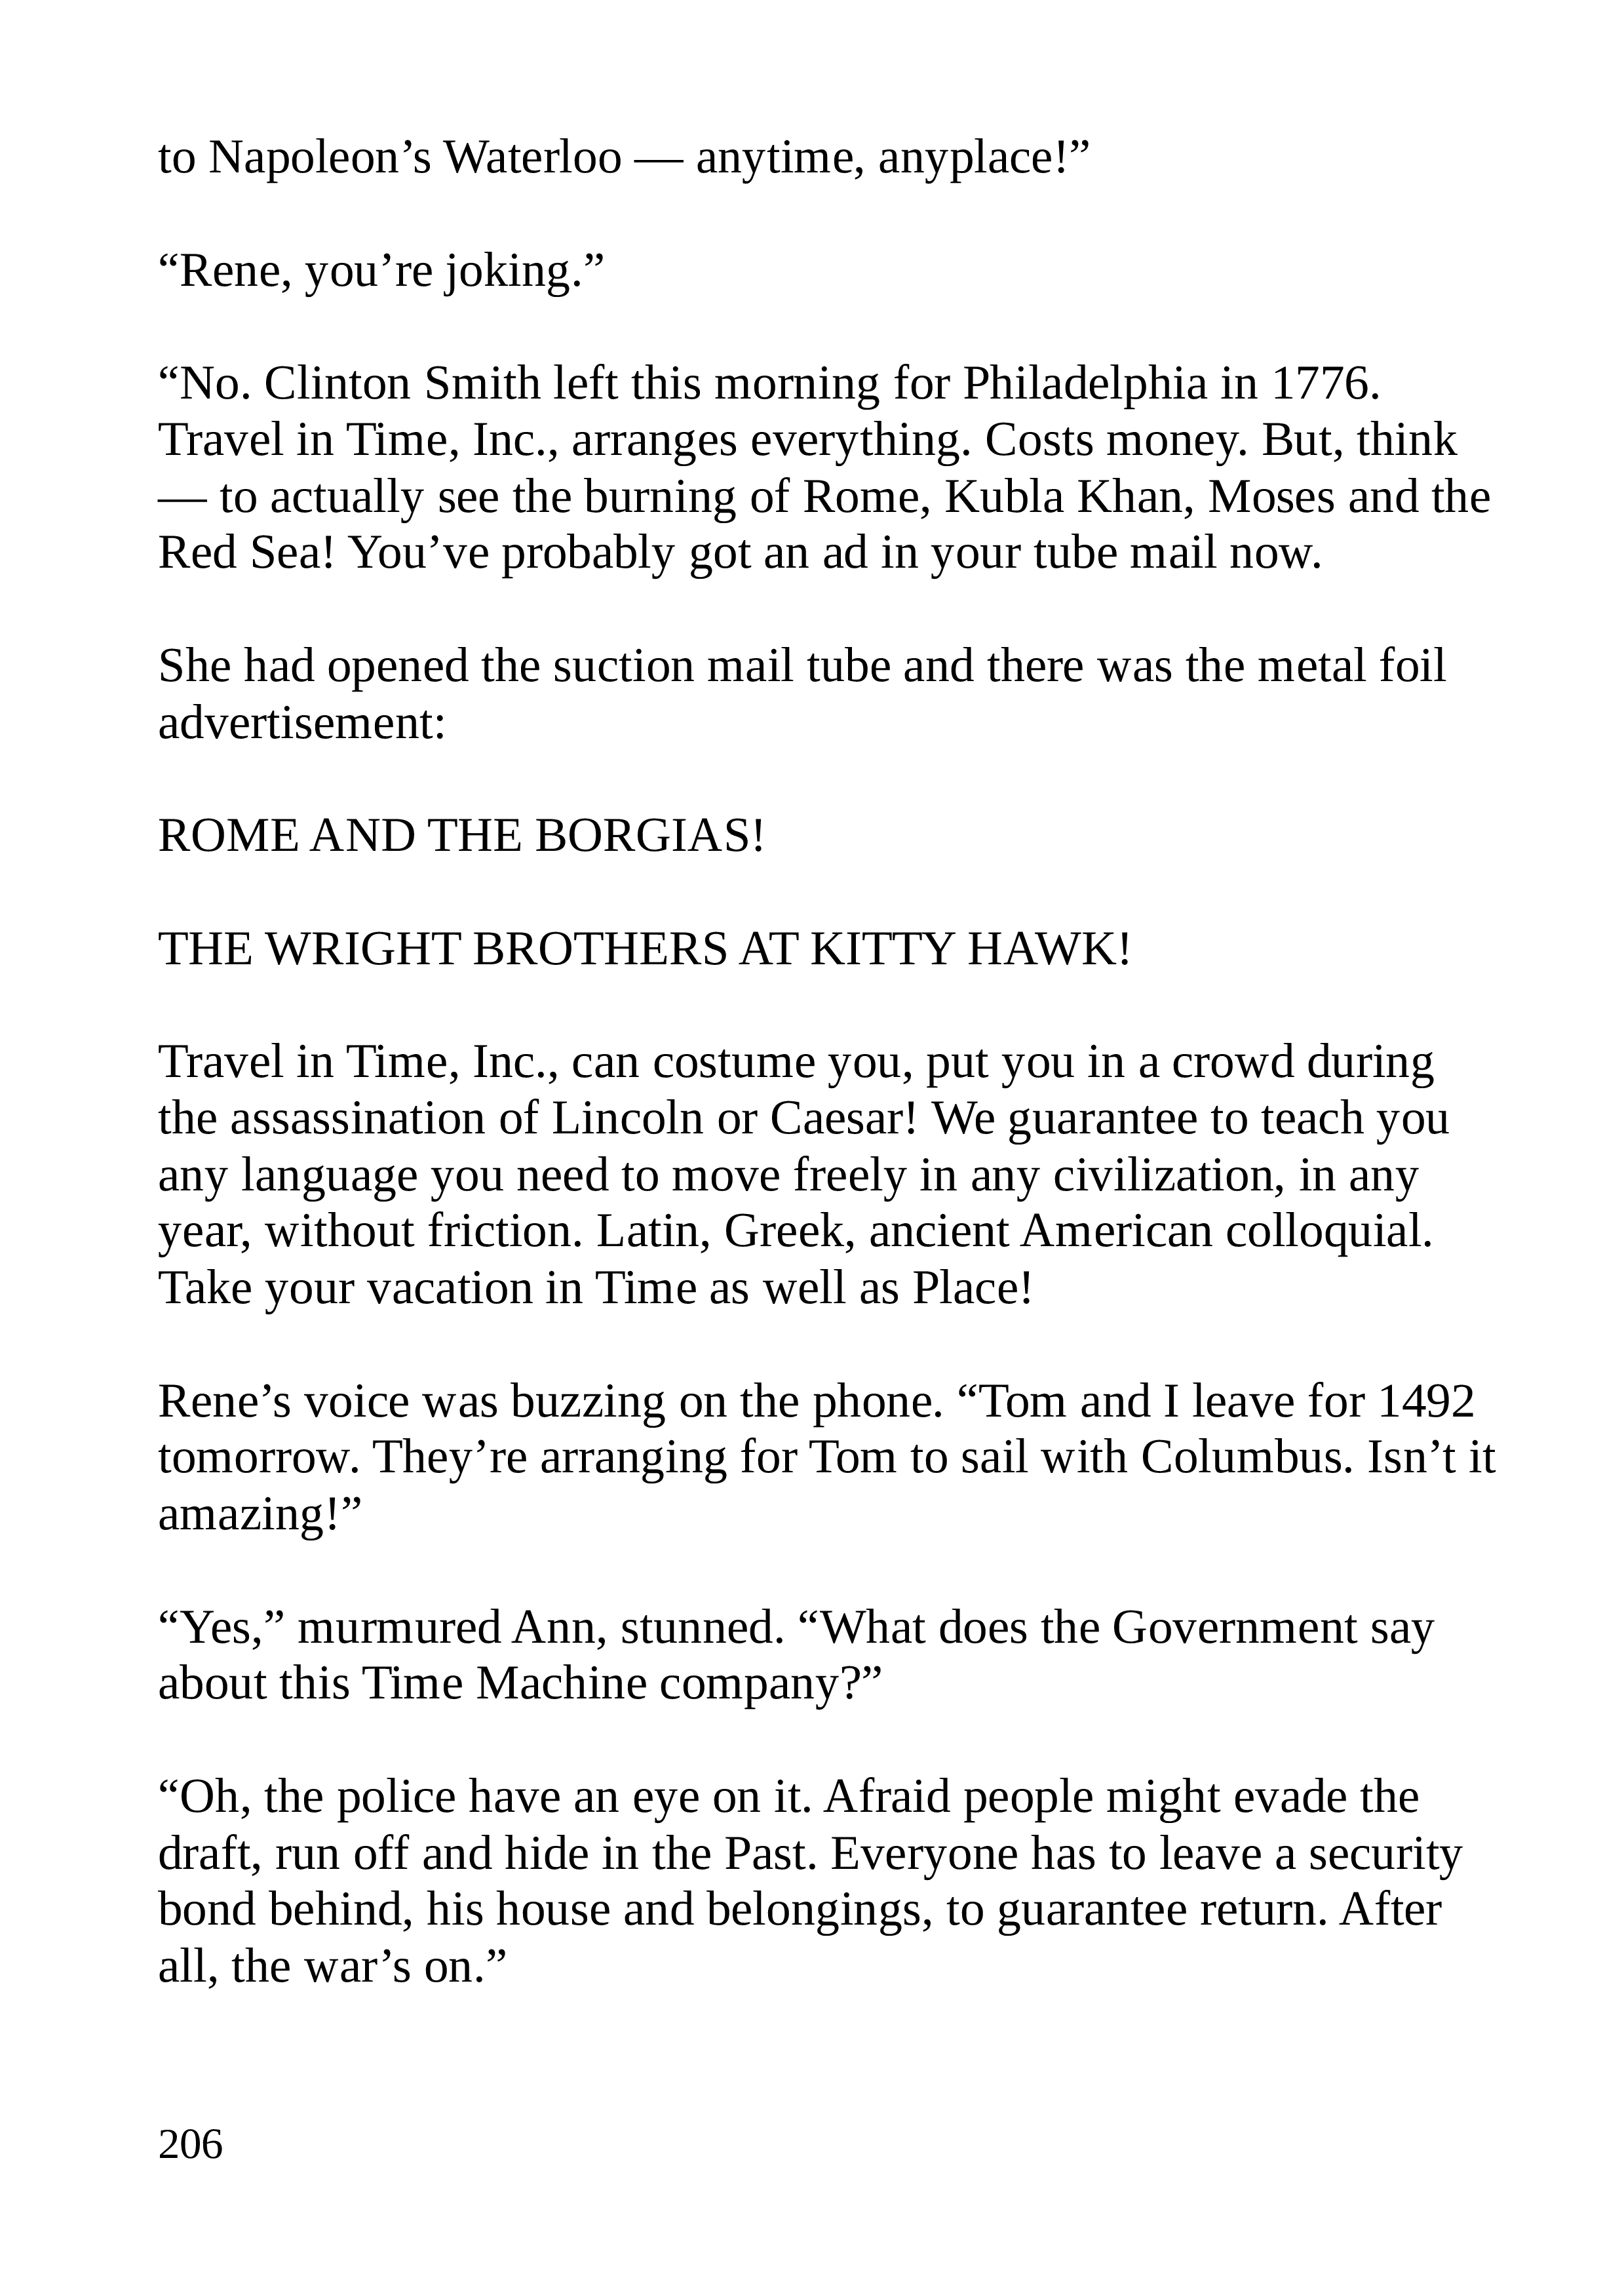 to Napoleon’s Waterloo — anytime, anyplace!”
“Rene, you’re joking.”
“No. Clinton Smith left this morning for Philadelphia in 1776.
Travel in Time, Inc., arranges everything. Costs money. But, think
— to actually see the burning of Rome, Kubla Khan, Moses and the
Red Sea! You’ve probably got an ad in your tube mail now.
She had opened the suction mail tube and there was the metal foil
advertisement:
ROME AND THE BORGIAS!
THE WRIGHT BROTHERS AT KITTY HAWK!
Travel in Time, Inc., can costume you, put you in a crowd during
the assassination of Lincoln or Caesar! We guarantee to teach you
any language you need to move freely in any civilization, in any
year, without friction. Latin, Greek, ancient American colloquial.
Take your vacation in Time as well as Place!
Rene’s voice was buzzing on the phone. “Tom and I leave for 1492
tomorrow. They’re arranging for Tom to sail with Columbus. Isn’t it
amazing!”
“Yes,” murmured Ann, stunned. “What does the Government say
about this Time Machine company?”
“Oh, the police have an eye on it. Afraid people might evade the
draft, run off and hide in the Past. Everyone has to leave a security
bond behind, his house and belongings, to guarantee return. After
all, the war’s on.”
206